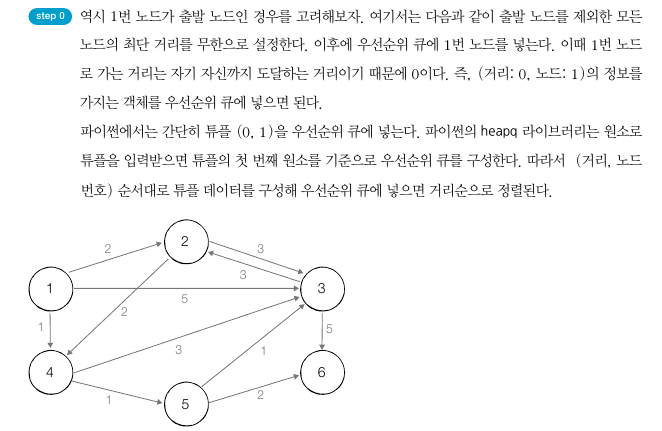 step 0
역시 1번 노드가 출발 노드인 경우를 고려해보자. 여기서는 다음과 같이 출발 노드를 제외한 모든
노드의 최단 거리를 무한으로 설정한다. 이후에 우선순위 큐에 1번 노드를 넣는다. 이때 1번 노드
로 가는 거리는 자기 자신까지 도달하는 거리이기 때문에 0이다. 즉, (거리: 0, 노드: 1)의 정보를
가지는 객체를 우선순위 큐에 넣으면 된다.
파이썬에서는 간단히 튜플 (0, 1)을 우선순위 큐에 넣는다. 파이썬의 heapq 라이브러리는 원소로
튜플을 입력받으면 튜플의 첫 번째 원소를 기준으로 우선순위 큐를 구성한다. 따라서 (거리, 노드
번호) 순서대로 튜플 데이터를 구성해 우선순위 큐에 넣으면 거리순으로 정렬된다.
2
2
3
3
1
5
3
1
2
5
4
3
1
6
1
5
2